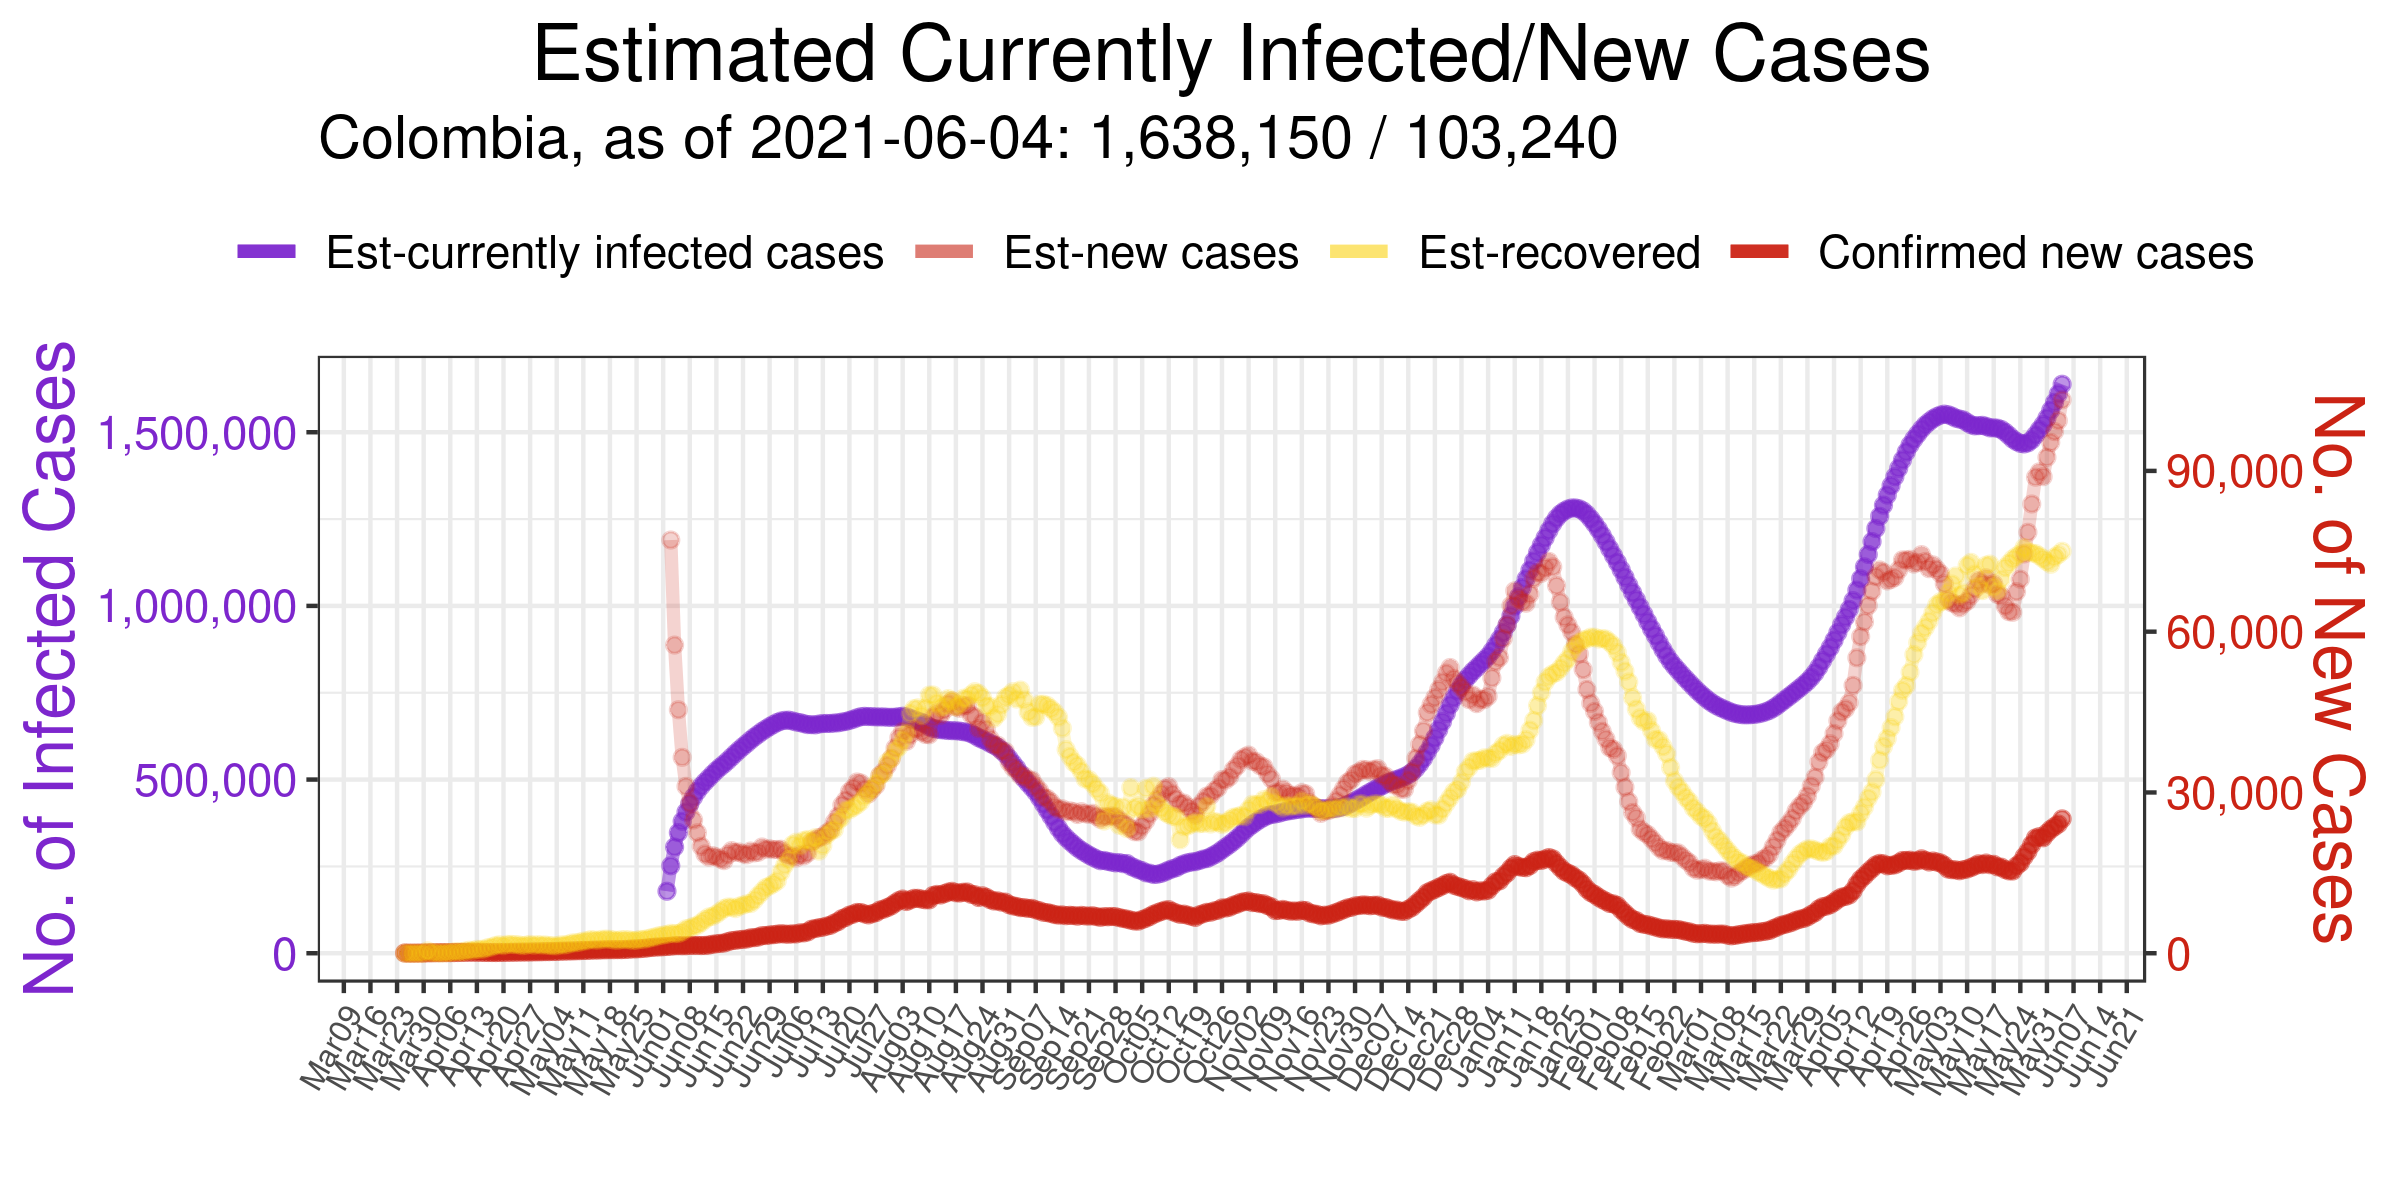 Estimated Currently Infected/New Cases
Colombia, as of 2021-06-04: 1,638,150 / 103,240
Est-currently infected cases Est-new cases Est-recovered Confirmed new cases
No. of Infected Cases
1,500,000
1,000,000
500,000
0
90,000
60,000
30,000
0
No. of New Cases
Mar09 Mar16 Mar23 Mar30 Apr06 Apr13 Apr20 Apr27 May04 May11 May18 May25 Jun01 Jun08 Jun15 Jun22 Jun29 Jul06 Jul13 Jul20 Jul27 Aug03 Aug10 Aug17 Aug24 Aug31 Sep07 Sep14 Sep21 Sep28 Oct05 Oct12 Oct19 Oct26 Nov02 Nov09 Nov16 Nov23 Nov30 Dec07 Dec14 Dec21 Dec28 Jan04 Jan11 Jan18 Jan25 Feb01 Feb08 Feb15 Feb22 Mar01 Mar08 Mar15 Mar22 Mar29 Apr05 Apr12 Apr19 Apr26 May03 May10 May17 May24 May31 Jun07 Jun14 Jun21